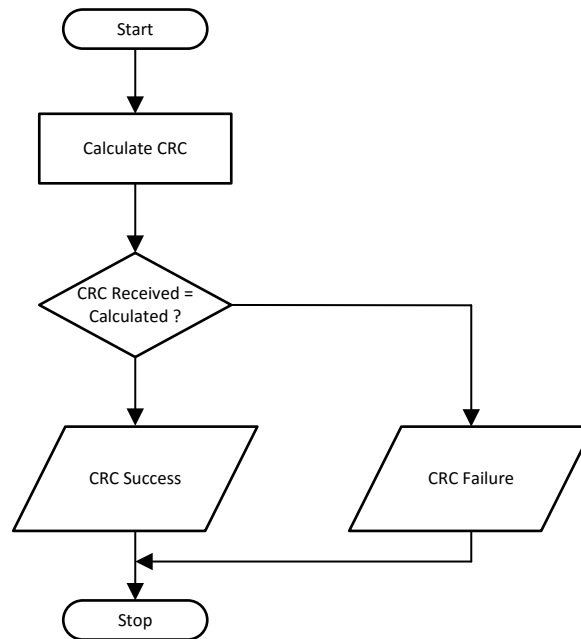 Start
Calculate CRC
CRC Received =
Calculated ?
CRC Success
CRC Failure
Stop